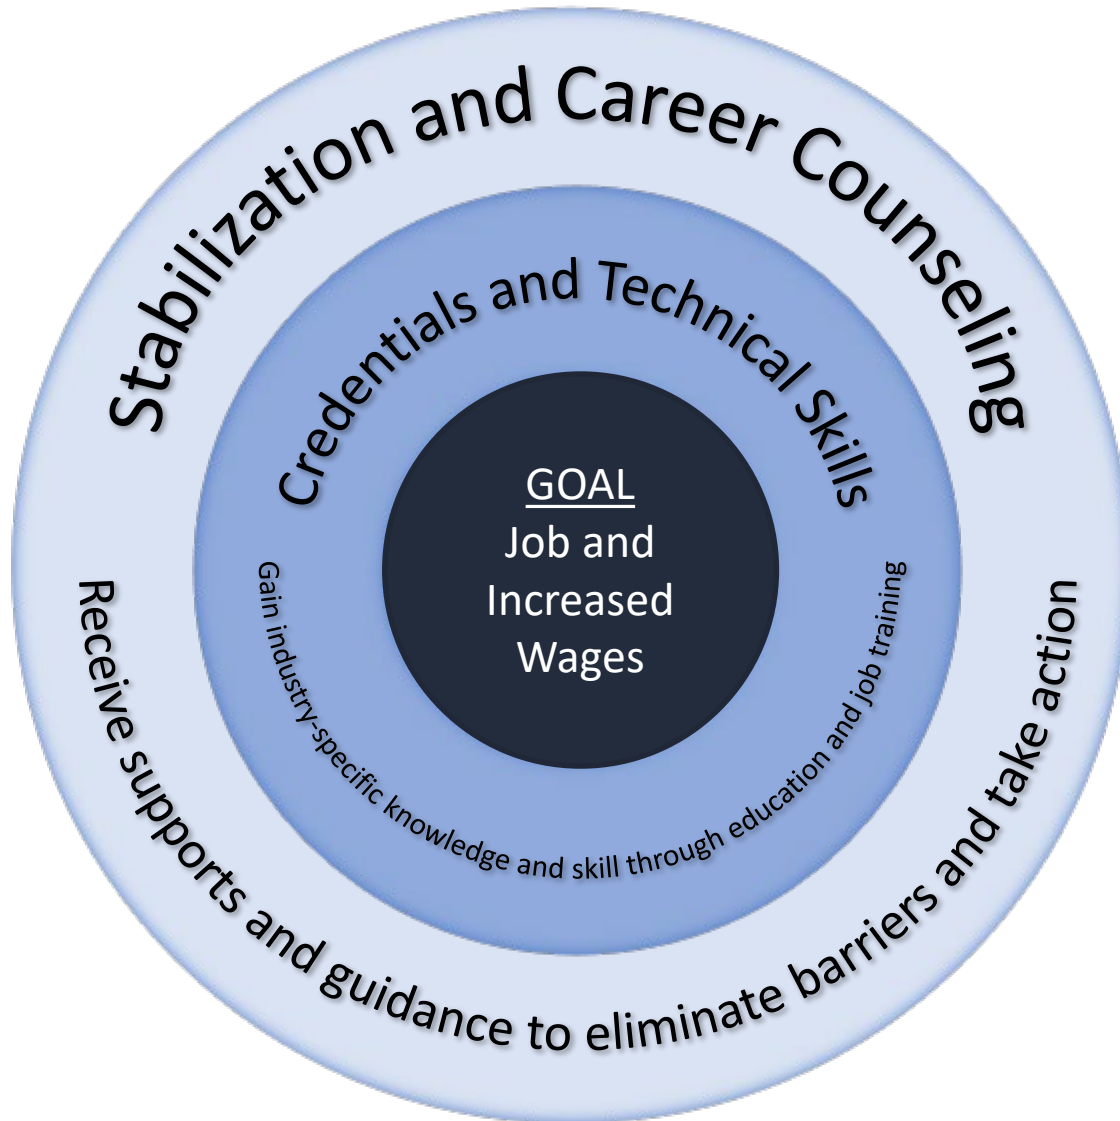 Stabilization and Career Counseling
Credentials and Technical Skills
GOAL
Job and
Increased
Wages
Gain industry-specific knowledge and skill through education and job training
Receive supports and guidance to eliminate barriers and take action